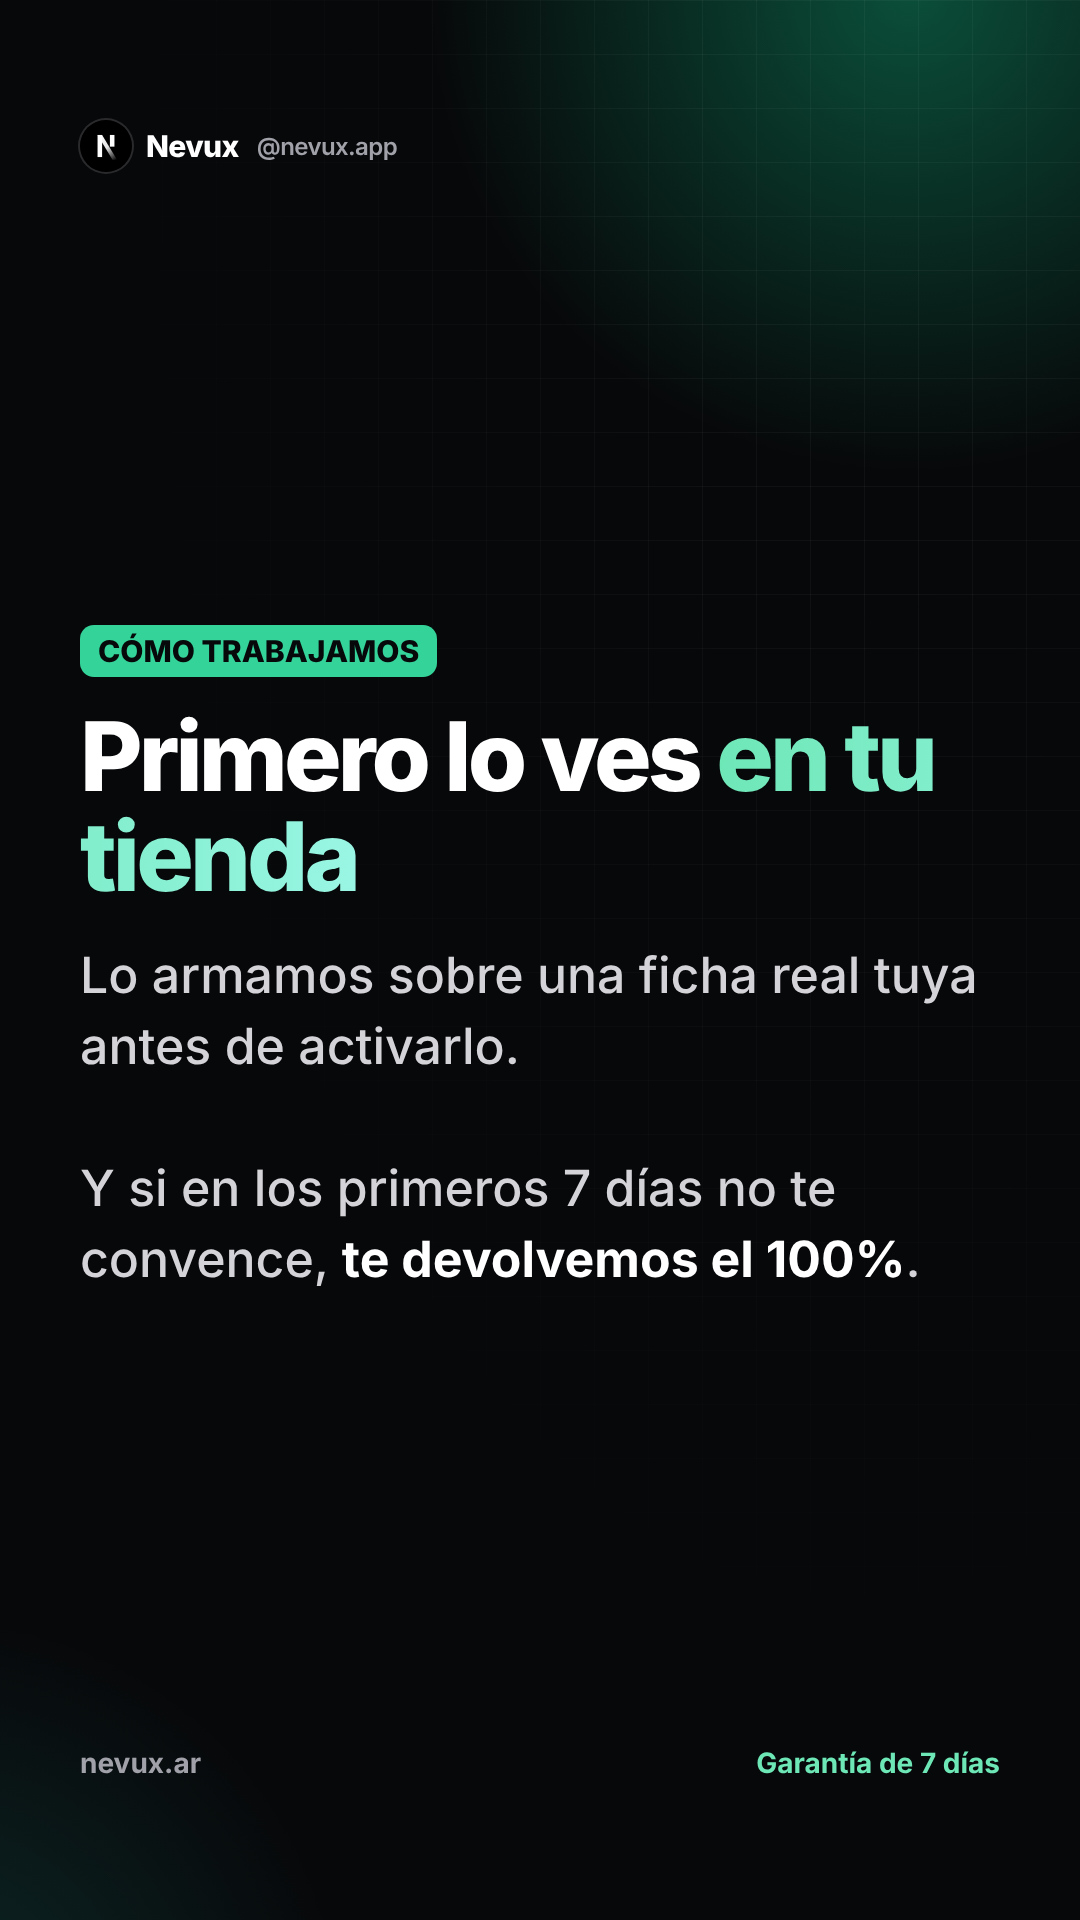 N Nevux @nevux.app
CÓMO TRABAJAMOS
Primero lo ves en tu
tienda
Lo armamos sobre una ficha real tuya
antes de activarlo.
Y si en los primeros 7 días no te
convence, te devolvemos el 100%.
nevux.ar
Garantía de 7 días